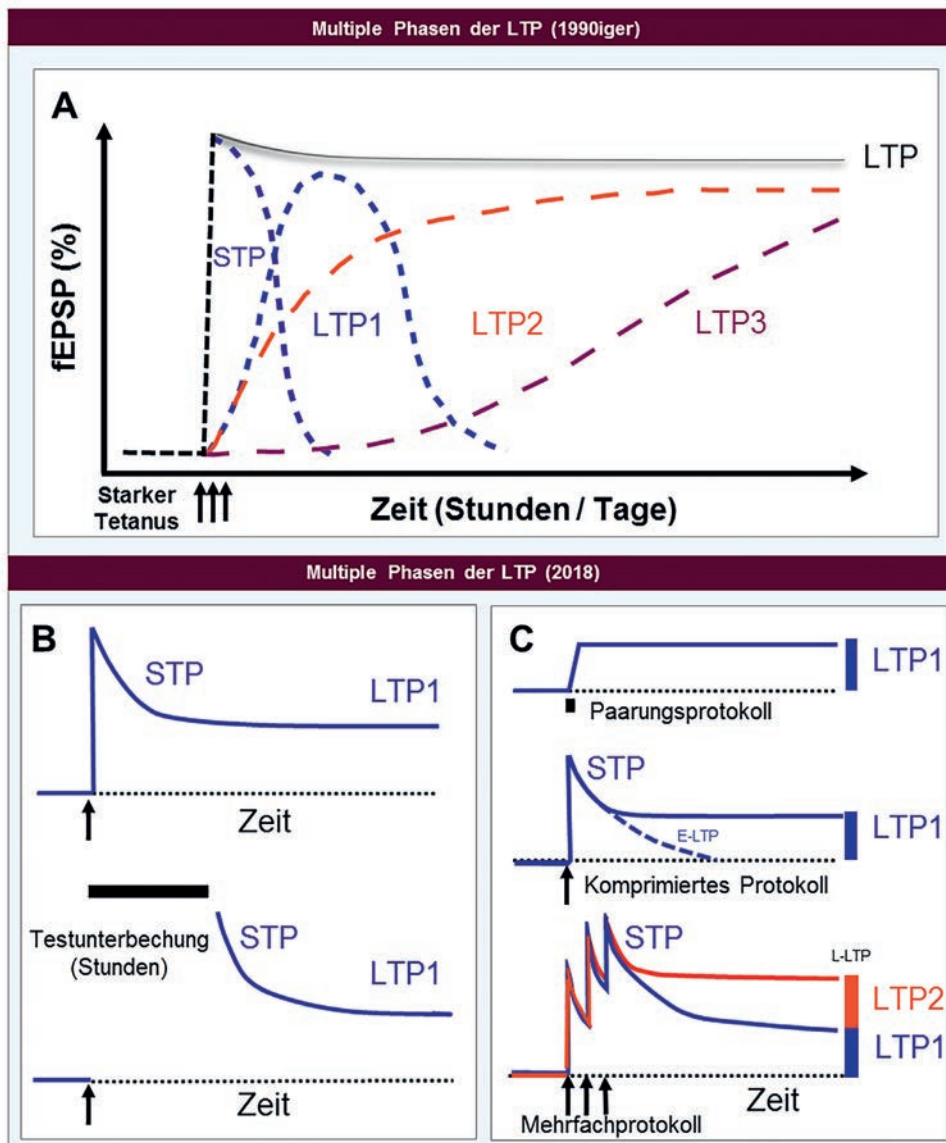 Multiple Phasen der LTP (1990iger)
A
fEPSP (%)
STP
LTP1
LTP2
LTP3
LTP
Starker
Tetanus
Zeit (Stunden / Tage)
Multiple Phasen der LTP (2018)
B
STP
LTP1
Zeit
Testunterbechung
(Stunden)
STP
LTP1
Zeit
C
LTP1
Paarungsprotokoll
STP
E-LTP
LTP1
Komprimiertes Protokoll
STP
L-LTP
LTP2
LTP1
Zeit
Mehrfachprotokoll